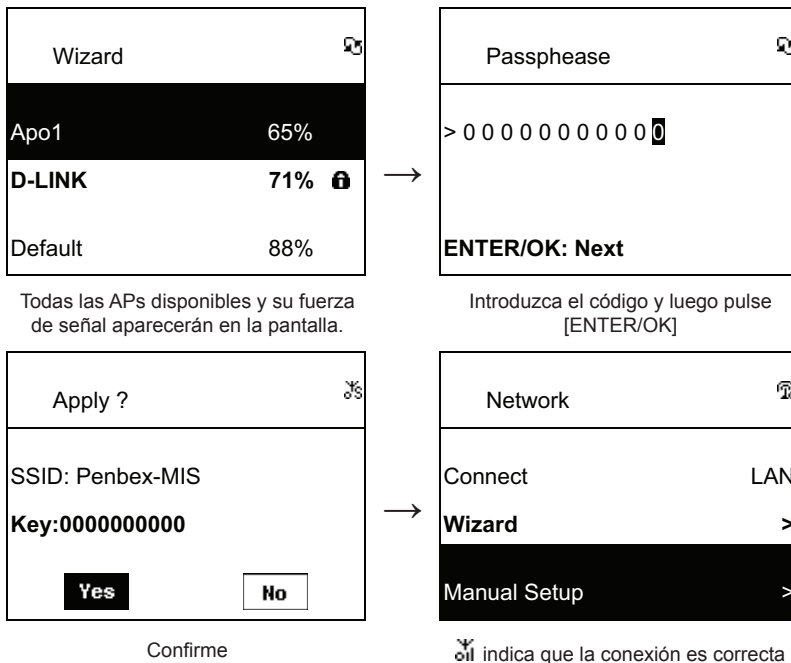 Wizard
Apo1 65%
D-LINK 71%
Default 88%
Todas las APs disponibles y su fuerza
de señal aparecerán en la pantalla.
Passphease
> 0 0 0 0 0 0 0 0 0 0 0
ENTER/OK: Next
Introduzca el código y luego pulse
[ENTER/OK]
Apply ?
SSID: Penbex-MIS
Key:0000000000
Yes No
Confirme
Network
Connect LAN
Wizard >
Manual Setup >
indica que la conexión es correcta